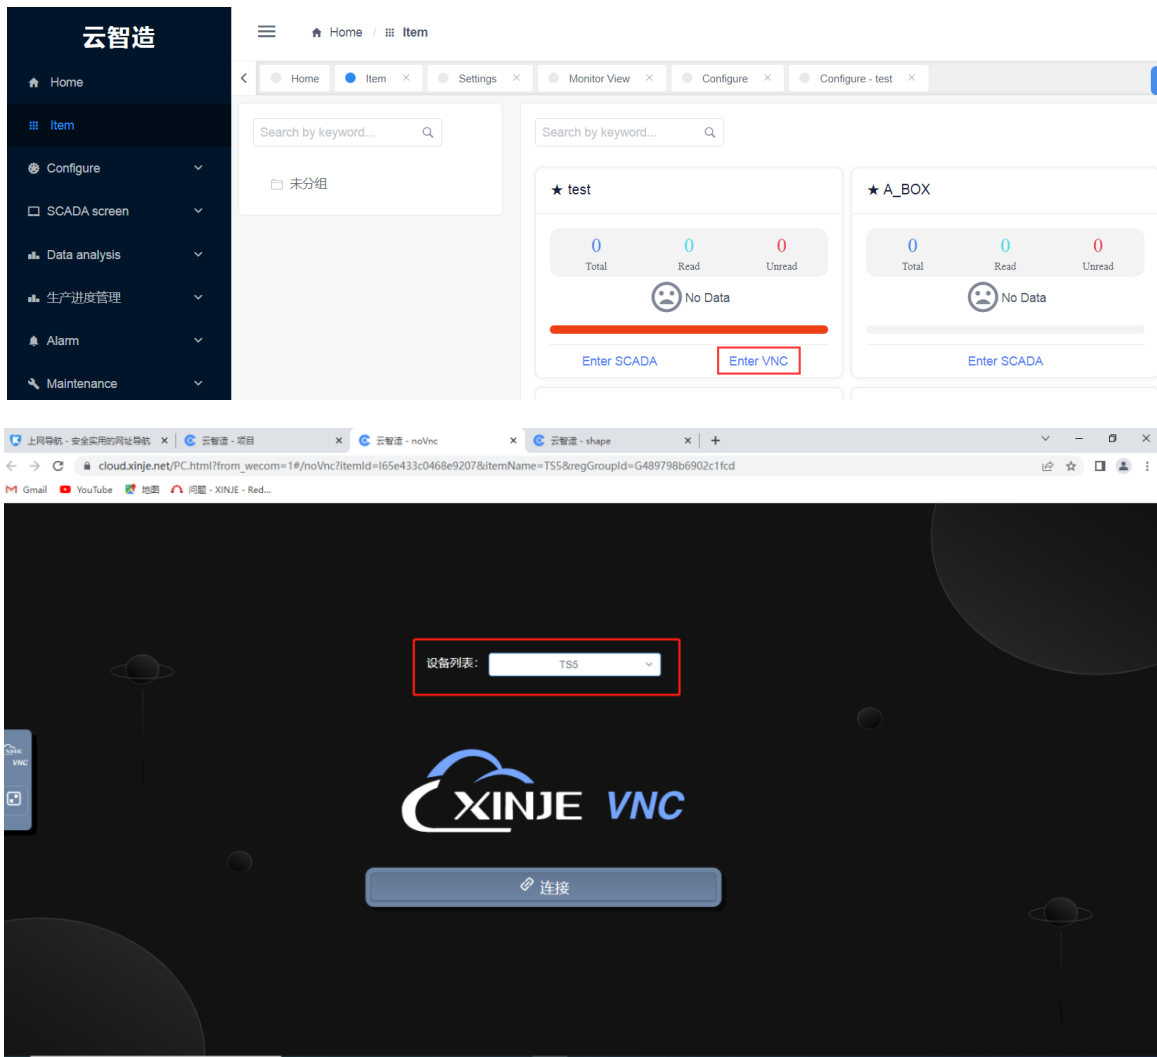 云智造
Home / Item
Home
Home
Item ×
Settings ×
Monitor View ×
Configure ×
Configure - test ×
Item
Configure
SCADA screen
Data analysis
生产进度管理
Alarm
Maintenance
Search by keyword...
未分组
Search by keyword...
★ test
0 0 0
Total Read Unread
No Data
Enter SCADA Enter VNC
★ A_BOX
0 0 0
Total Read Unread
No Data
Enter SCADA
上网导航 - 安全实用的网址导航 ×
云智造 - 项目 ×
云智造 - noVnc ×
云智造 - shape ×
cloud.xinje.net/PC.html?from_wecom=1#/noVnc?itemId=I65e433c0468e9207&itemName=TS5&regGroupId=G489798b6902c1fcd
Gmail YouTube 地图 问题 - XINJE - Red...
设备列表: TS5
XINJE
VNC
XINJE VNC
连接